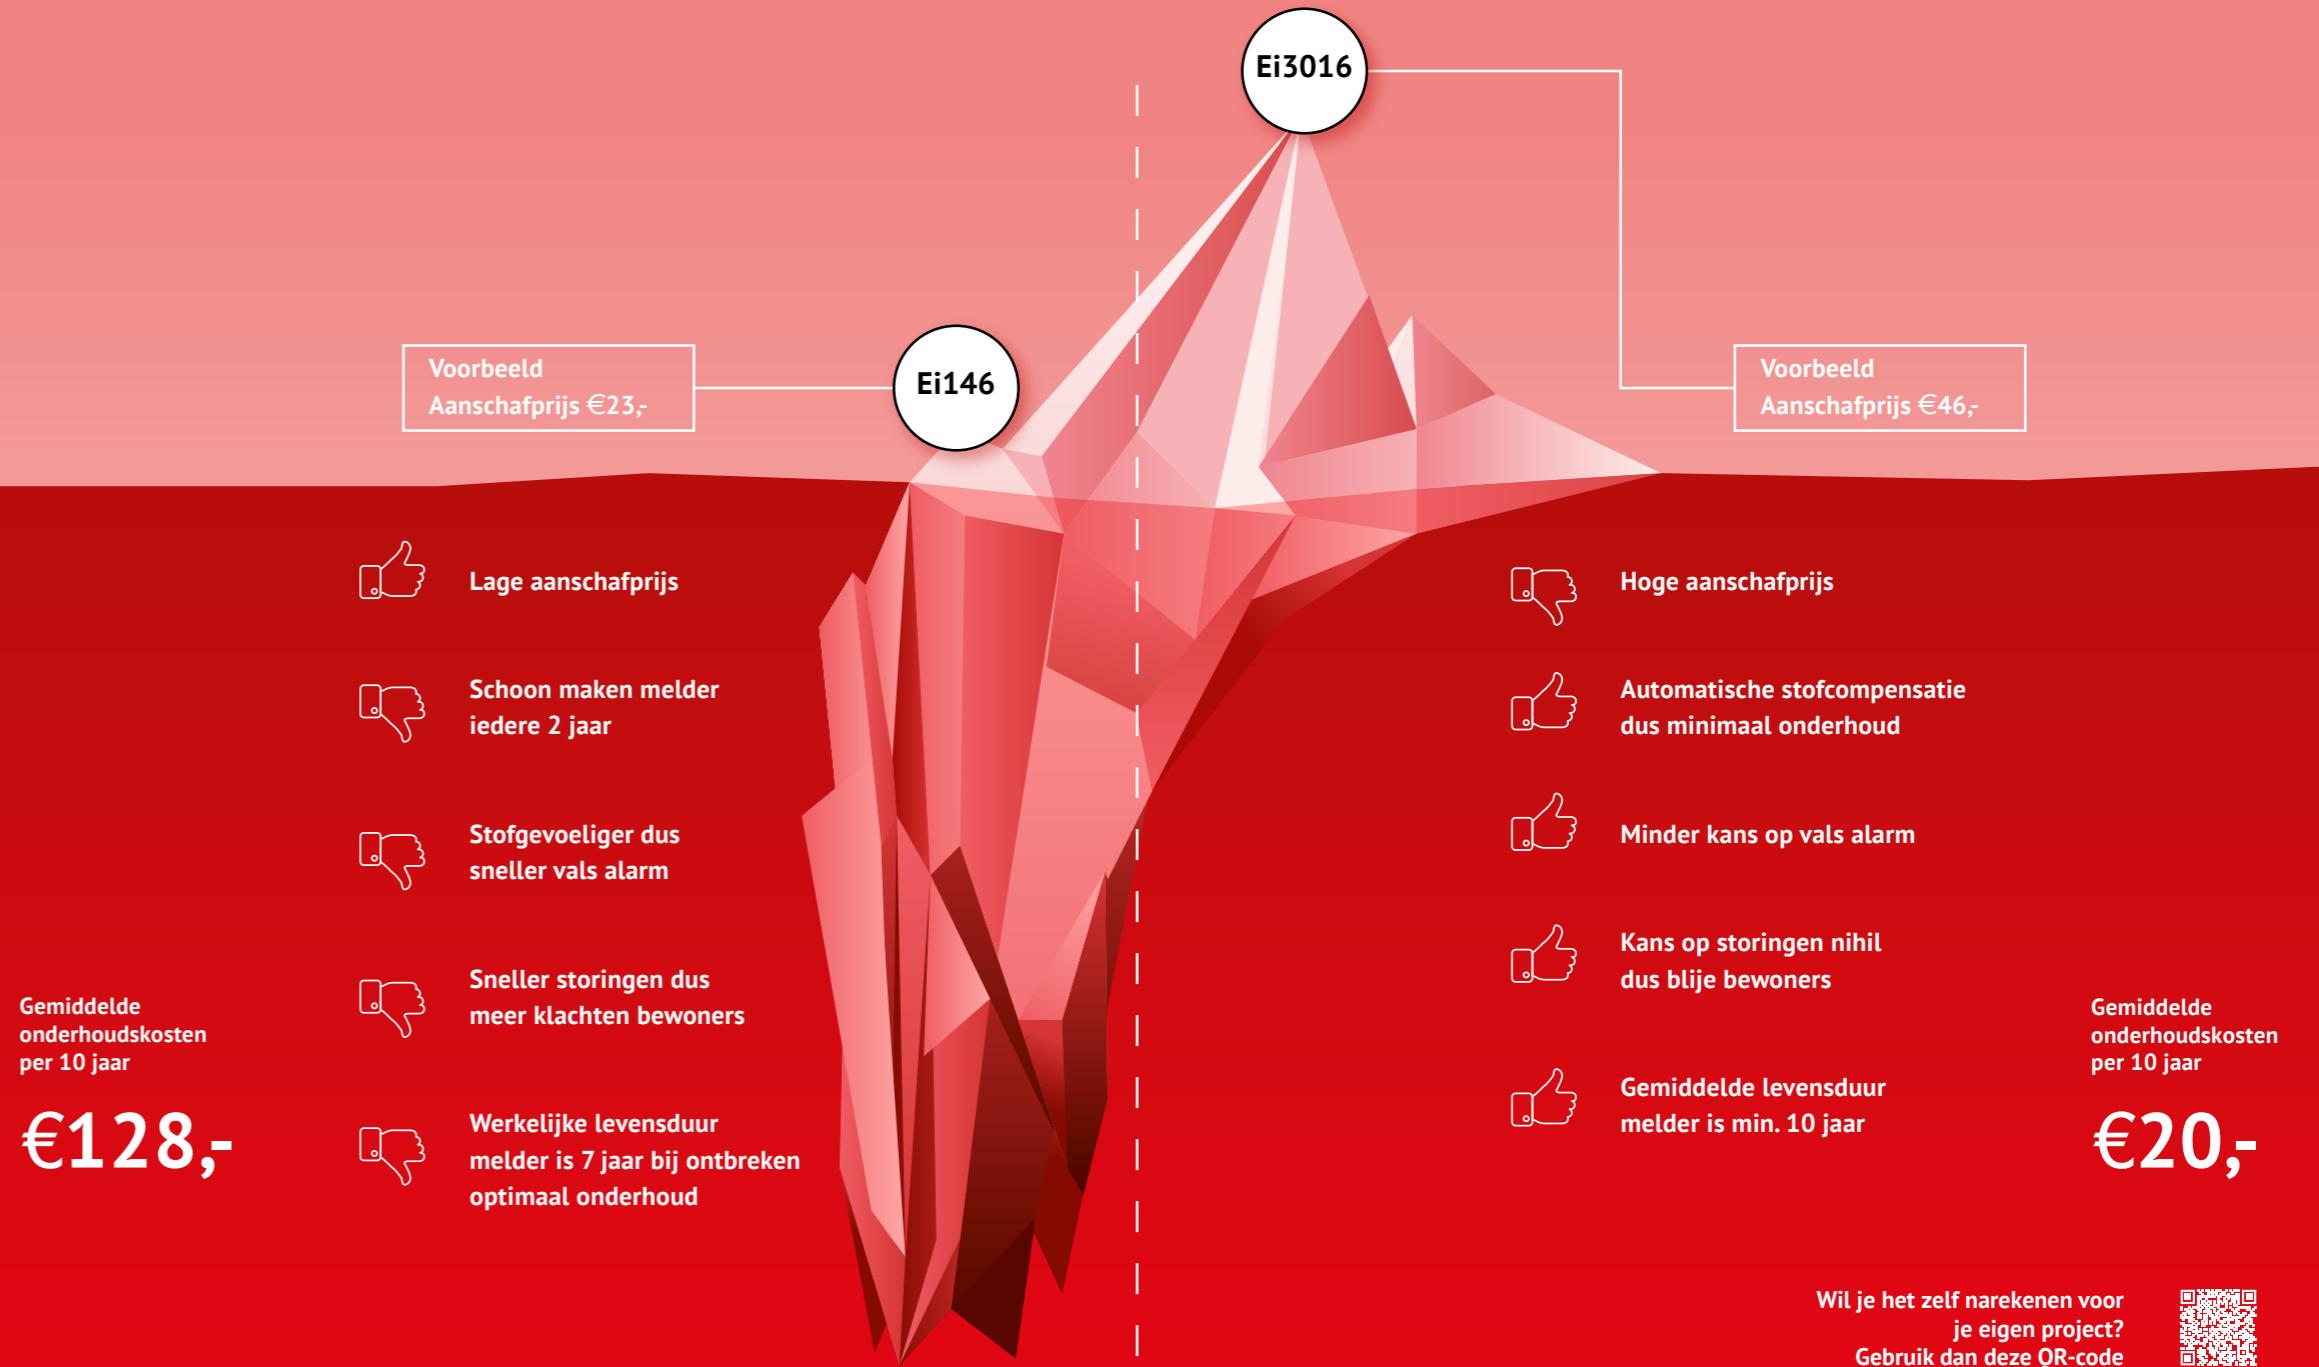 Ei3016
Ei146
Voorbeeld
Aanschafprijs €23,-
Voorbeeld
Aanschafprijs €46,-
Lage aanschafprijs
Schoon maken melder
iedere 2 jaar
Stofgevoeliger dus
sneller vals alarm
Sneller storingen dus
meer klachten bewoners
Werkelijke levensduur
melder is 7 jaar bij ontbreken
optimaal onderhoud
Gemiddelde
onderhoudskosten
per 10 jaar
€128,-
Hoge aanschafprijs
Automatische stofcompensatie
dus minimaal onderhoud
Minder kans op vals alarm
Kans op storingen nihil
dus blije bewoners
Gemiddelde levensduur
melder is min. 10 jaar
Gemiddelde
onderhoudskosten
per 10 jaar
€20,-
Wil je het zelf narekenen voor
je eigen project?
Gebruik dan deze QR-code